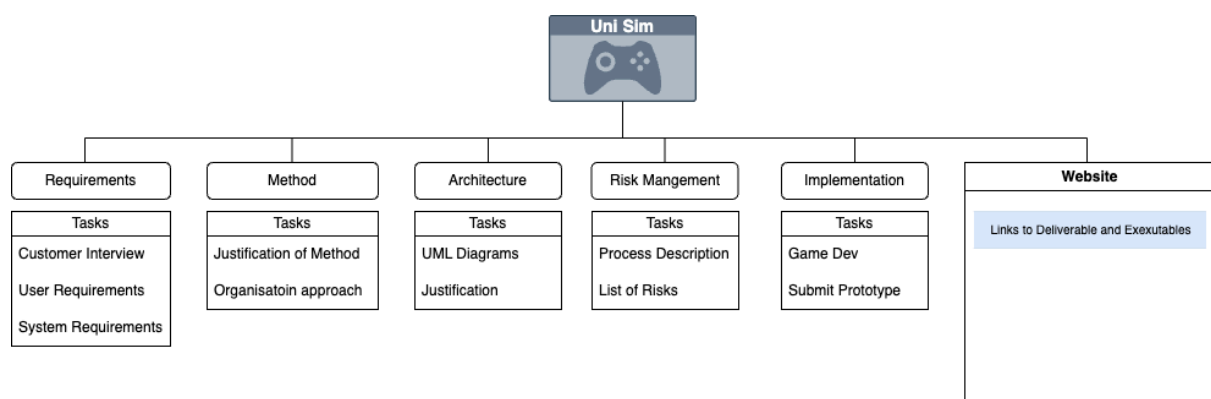 Uni Sim
Requirements
Method
Architecture
Risk Mangement
Implementation
Website
Tasks
Customer Interview
User Requirements
System Requirements
Tasks
Justification of Method
Organisatoin approach
Tasks
UML Diagrams
Justification
Tasks
Process Description
List of Risks
Tasks
Game Dev
Submit Prototype
Links to Deliverable and Exexutables